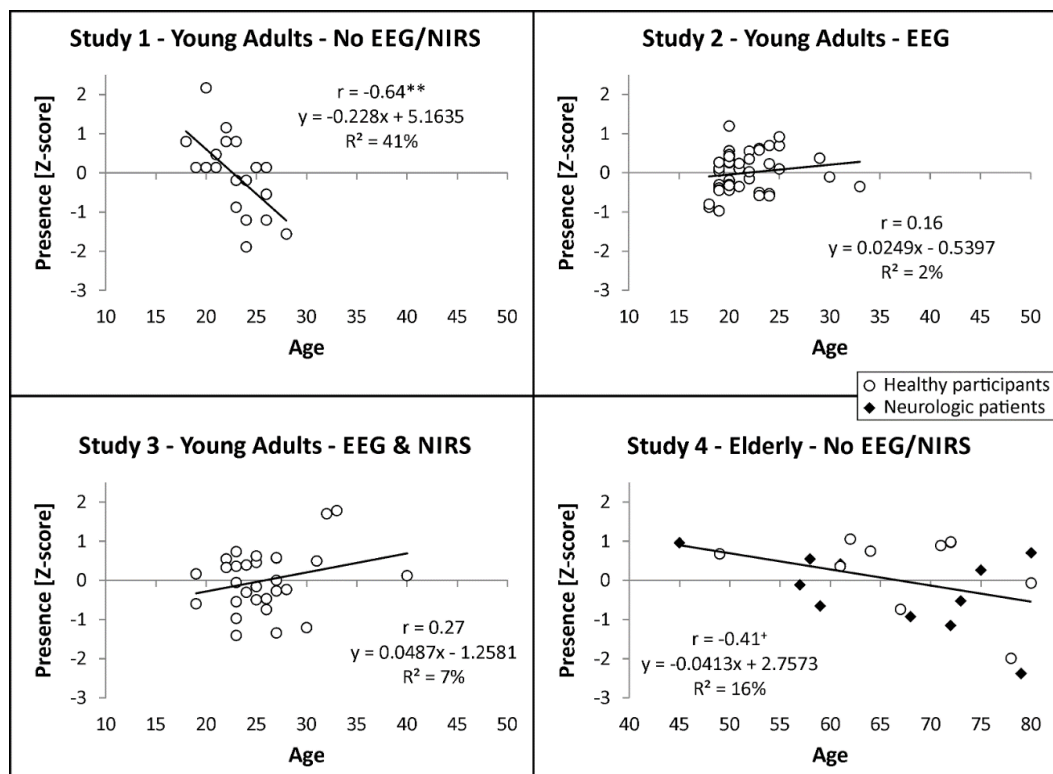 Study 1 - Young Adults - No EEG/NIRS
Presence [Z-score]
2
1
0
-1
-2
-3
r = -0.64**
y = -0.228x + 5.1635
R² = 41%
10 15 20 25 30 35 40 45 50
Age
Study 2 - Young Adults - EEG
Presence [Z-score]
2
1
0
-1
-2
-3
r = 0.16
y = 0.0249x - 0.5397
R² = 2%
10 15 20 25 30 35 40 45 50
Age
Healthy participants
Neurologic patients
Study 3 - Young Adults - EEG & NIRS
Presence [Z-score]
2
1
0
-1
-2
-3
r = 0.27
y = 0.0487x - 1.2581
R² = 7%
10 15 20 25 30 35 40 45 50
Age
Study 4 - Elderly - No EEG/NIRS
Presence [Z-score]
2
1
0
-1
-2
-3
r = -0.41⁺
y = -0.0413x + 2.7573
R² = 16%
40 45 50 55 60 65 70 75 80
Age